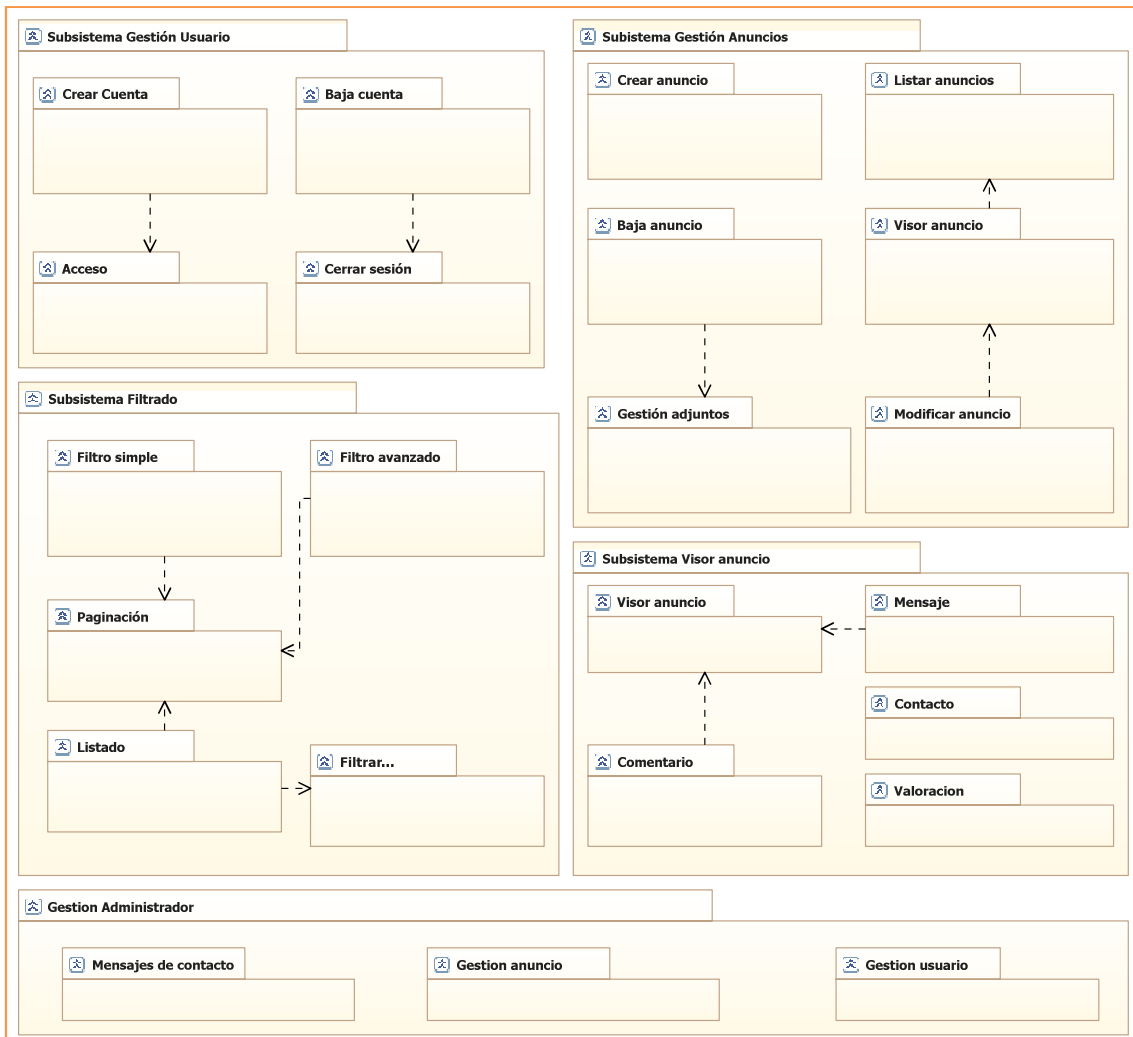 Subsistema Gestión Usuario
Crear Cuenta
Baja cuenta
Acceso
Cerrar sesión
Subistema Gestión Anuncios
Crear anuncio
Listar anuncios
Baja anuncio
Visor anuncio
Gestión adjuntos
Modificar anuncio
Subsistema Filtrado
Filtro simple
Filtro avanzado
Paginación
Listado
Filtrar...
Subsistema Visor anuncio
Visor anuncio
Mensaje
Contacto
Comentario
Valoracion
Gestion Administrador
Mensajes de contacto
Gestion anuncio
Gestion usuario